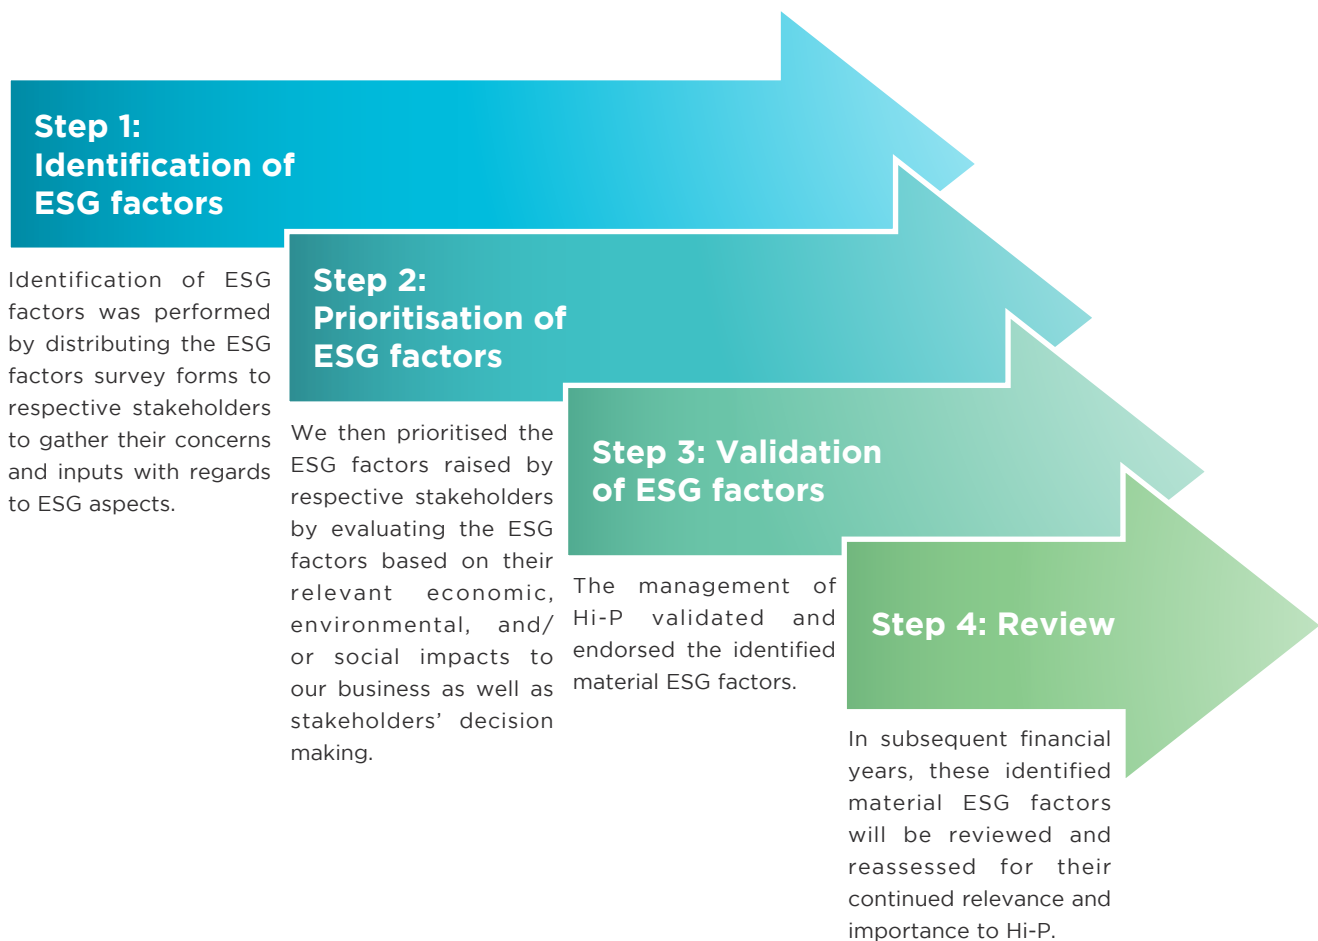 Step 1:
Identification of
ESG factors
Identification of ESG
factors was performed
by distributing the ESG
factors survey forms to
respective stakeholders
to gather their concerns
and inputs with regards
to ESG aspects.
Step 2:
Prioritisation of
ESG factors
We then prioritised the
ESG factors raised by
respective stakeholders
by evaluating the ESG
factors based on their
relevant economic,
environmental, and/
or social impacts to
our business as well as
stakeholders’ decision
making.
Step 3: Validation
of ESG factors
The management of
Hi-P validated and
endorsed the identified
material ESG factors.
Step 4: Review
In subsequent financial
years, these identified
material ESG factors
will be reviewed and
reassessed for their
continued relevance and
importance to Hi-P.